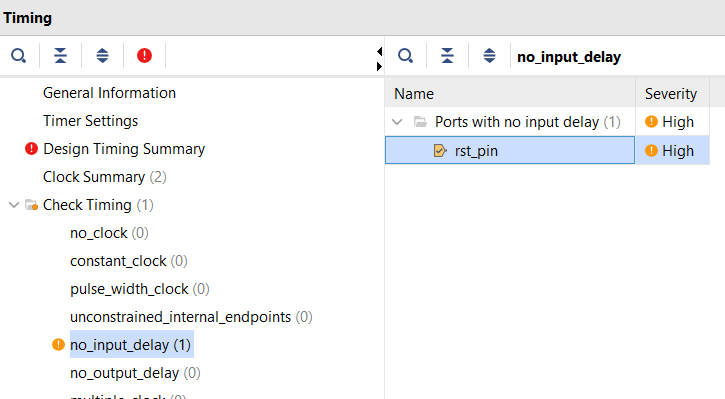 Timing
no_input_delay
General Information
Timer Settings
Design Timing Summary
Clock Summary (2)
Check Timing (1)
no_clock (0)
constant_clock (0)
pulse_width_clock (0)
unconstrained_internal_endpoints (0)
no_input_delay (1)
no_output_delay (0)
multiple_clock (0)
Name Severity
Ports with no input delay (1) High
rst_pin High